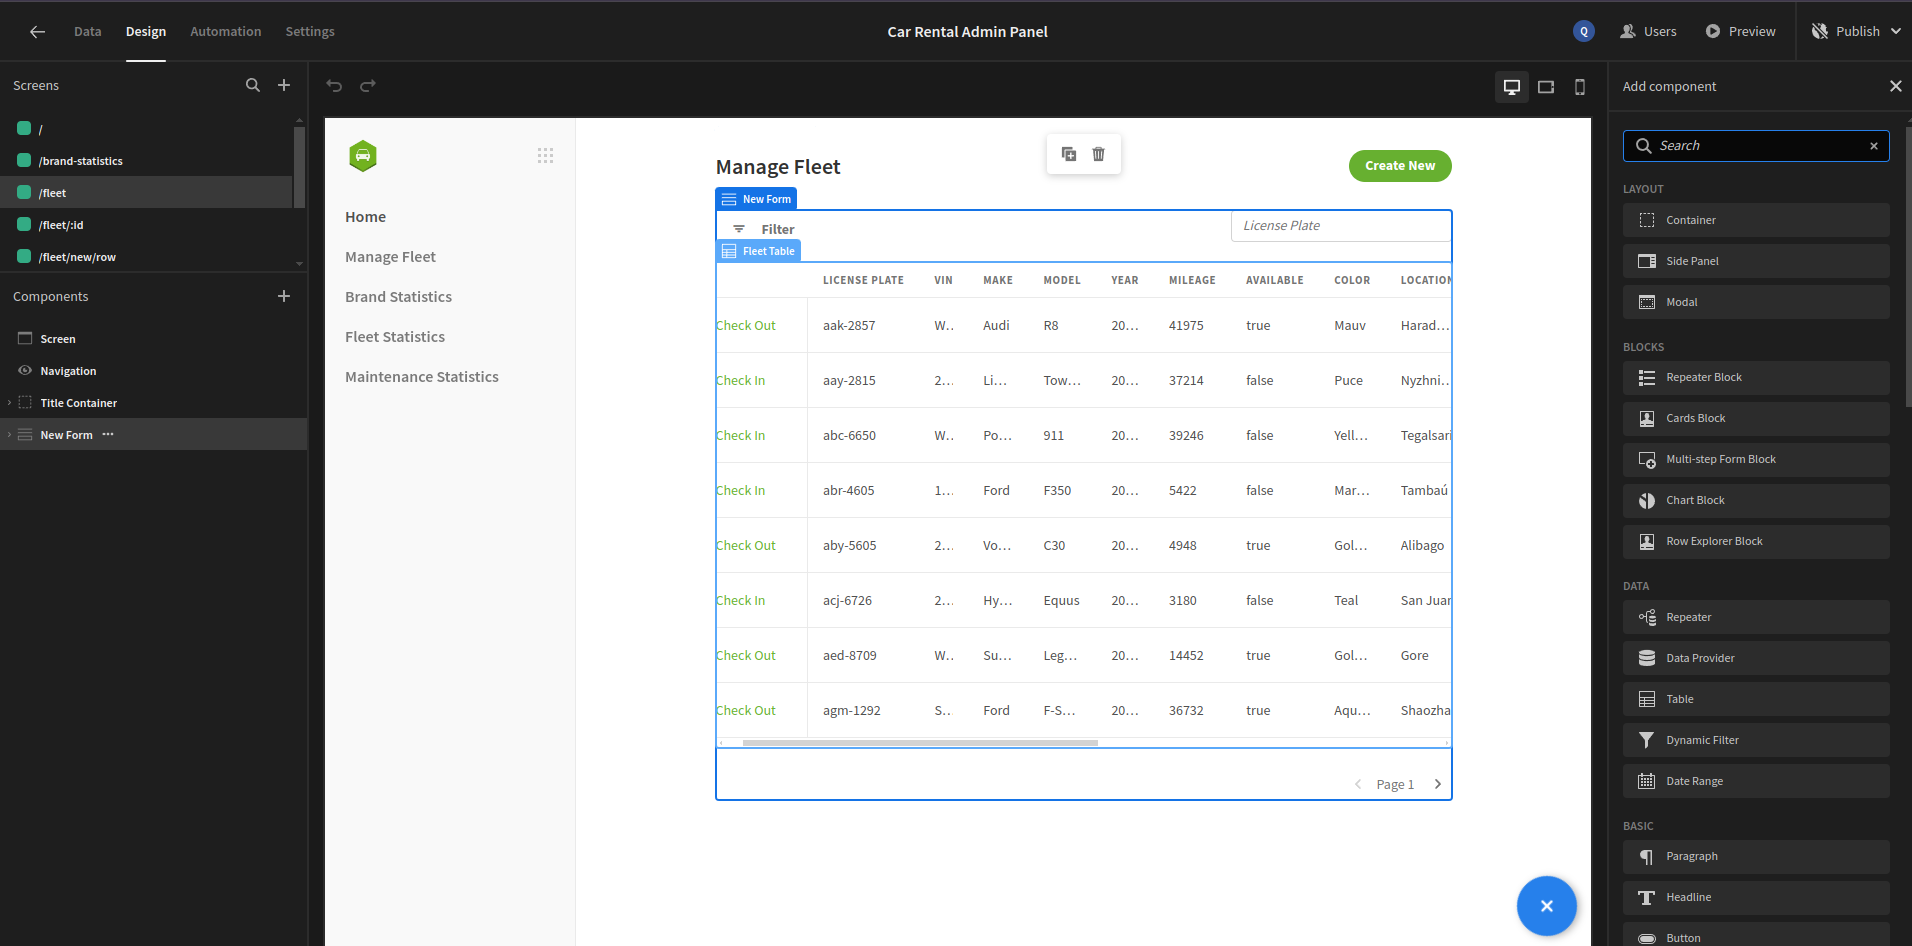 Data Design Automation Settings Car Rental Admin Panel Q Users Preview Publish
Screens
/
/brand-statistics
/fleet
/fleet/:id
/fleet/new/row
Components
Screen
Navigation
Title Container
New Form
Home
Manage Fleet
Brand Statistics
Fleet Statistics
Maintenance Statistics
Manage Fleet
Create New
New Form
Filter License Plate
Fleet Table
LICENSE PLATE VIN MAKE MODEL YEAR MILEAGE AVAILABLE COLOR LOCATION
Check Out aak-2857 W... Audi R8 20... 41975 true Mauv Harad...
Check In aay-2815 2... Li... Tow... 20... 37214 false Puce Nyzhni...
Check In abc-6650 W... Po... 911 20... 39246 false Yell... Tegalsari
Check In abr-4605 1... Ford F350 20... 5422 false Mar... Tambaú
Check Out aby-5605 2... Vo... C30 20... 4948 true Gol... Alibago
Check In acj-6726 2... Hy... Equus 20... 3180 false Teal San Juan
Check Out aed-8709 W... Su... Leg... 20... 14452 true Gol... Gore
Check Out agm-1292 S... Ford F-S... 20... 36732 true Aqu... Shaozha
Page 1
Add component
Search
LAYOUT
Container
Side Panel
Modal
BLOCKS
Repeater Block
Cards Block
Multi-step Form Block
Chart Block
Row Explorer Block
DATA
Repeater
Data Provider
Table
Dynamic Filter
Date Range
BASIC
Paragraph
Headline
Button